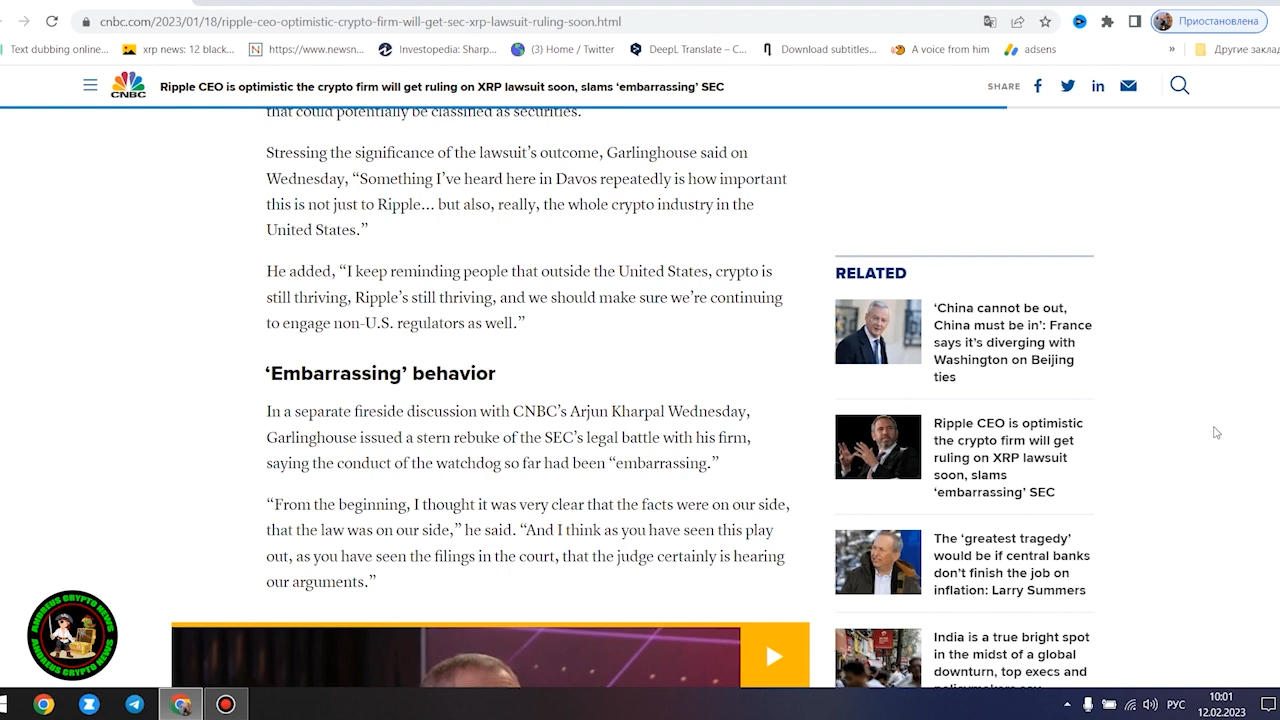 cnbc.com/2023/01/18/ripple-ceo-optimistic-crypto-firm-will-get-sec-xrp-lawsuit-ruling-soon.html
Приостановлена
Text dubbing online...
xrp news: 12 black...
https://www.newsn...
Investopedia: Sharp...
(3) Home / Twitter
DeepL Translate – C...
Download subtitles...
A voice from him
adsens
»
Другие закла
CNBC
Ripple CEO is optimistic the crypto firm will get ruling on XRP lawsuit soon, slams ‘embarrassing’ SEC
SHARE
that could potentially be classified as securities.
Stressing the significance of the lawsuit’s outcome, Garlinghouse said on
Wednesday, “Something I’ve heard here in Davos repeatedly is how important
this is not just to Ripple… but also, really, the whole crypto industry in the
United States.”
He added, “I keep reminding people that outside the United States, crypto is
still thriving, Ripple’s still thriving, and we should make sure we’re continuing
to engage non-U.S. regulators as well.”
‘Embarrassing’ behavior
In a separate fireside discussion with CNBC’s Arjun Kharpal Wednesday,
Garlinghouse issued a stern rebuke of the SEC’s legal battle with his firm,
saying the conduct of the watchdog so far had been “embarrassing.”
“From the beginning, I thought it was very clear that the facts were on our side,
that the law was on our side,” he said. “And I think as you have seen this play
out, as you have seen the filings in the court, that the judge certainly is hearing
our arguments.”
RELATED
‘China cannot be out,
China must be in’: France
says it’s diverging with
Washington on Beijing
ties
Ripple CEO is optimistic
the crypto firm will get
ruling on XRP lawsuit
soon, slams
‘embarrassing’ SEC
The ‘greatest tragedy’
would be if central banks
don’t finish the job on
inflation: Larry Summers
India is a true bright spot
in the midst of a global
downturn, top execs and
ANDREUS CRYPTO NEWS
ANDREUS CRYPTO NEWS
РУС
10:01
12.02.2023